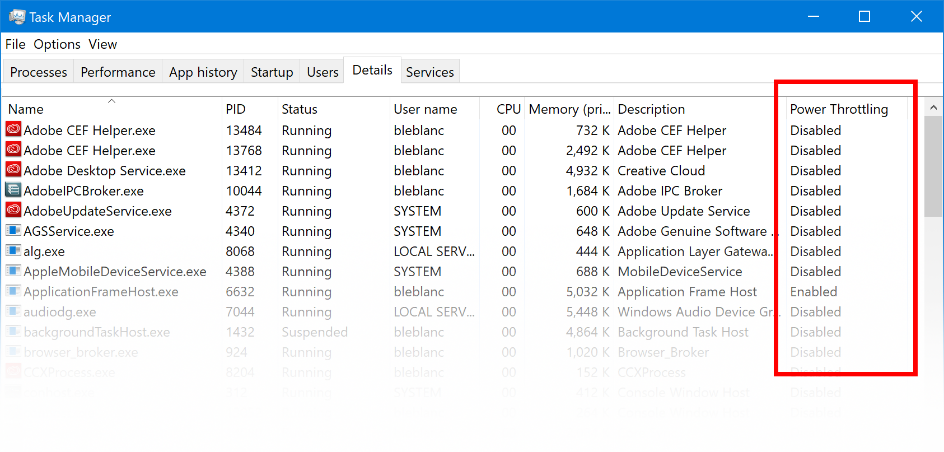 Task Manager
File Options View
Processes Performance App history Startup Users Details Services
Name PID Status User name CPU Memory (pri... Description Power Throttling
Adobe CEF Helper.exe 13484 Running bleblanc 00 732 K Adobe CEF Helper Disabled
Adobe CEF Helper.exe 13768 Running bleblanc 00 2,492 K Adobe CEF Helper Disabled
Adobe Desktop Service.exe 13412 Running bleblanc 00 4,932 K Creative Cloud Disabled
AdobeIPCBroker.exe 10044 Running bleblanc 00 1,684 K Adobe IPC Broker Disabled
AdobeUpdateService.exe 4372 Running SYSTEM 00 600 K Adobe Update Service Disabled
AGSService.exe 4340 Running SYSTEM 00 648 K Adobe Genuine Software ... Disabled
alg.exe 8068 Running LOCAL SERV... 00 444 K Application Layer Gatewa... Disabled
AppleMobileDeviceService.exe 4388 Running SYSTEM 00 688 K MobileDeviceService Disabled
ApplicationFrameHost.exe 6632 Running bleblanc 00 5,032 K Application Frame Host Enabled
audiodg.exe 7044 Running LOCAL SERV... 00 5,448 K Windows Audio Device Gr... Disabled
backgroundTaskHost.exe 1432 Suspended bleblanc 00 4,864 K Background Task Host Disabled
browser_broker.exe 924 Running bleblanc 00 1,020 K Browser_Broker Disabled
CCXProcess.exe 8204 Running bleblanc 00 152 K CCXProcess Disabled
Running bleblanc 00 412 K Console Window Host Disabled